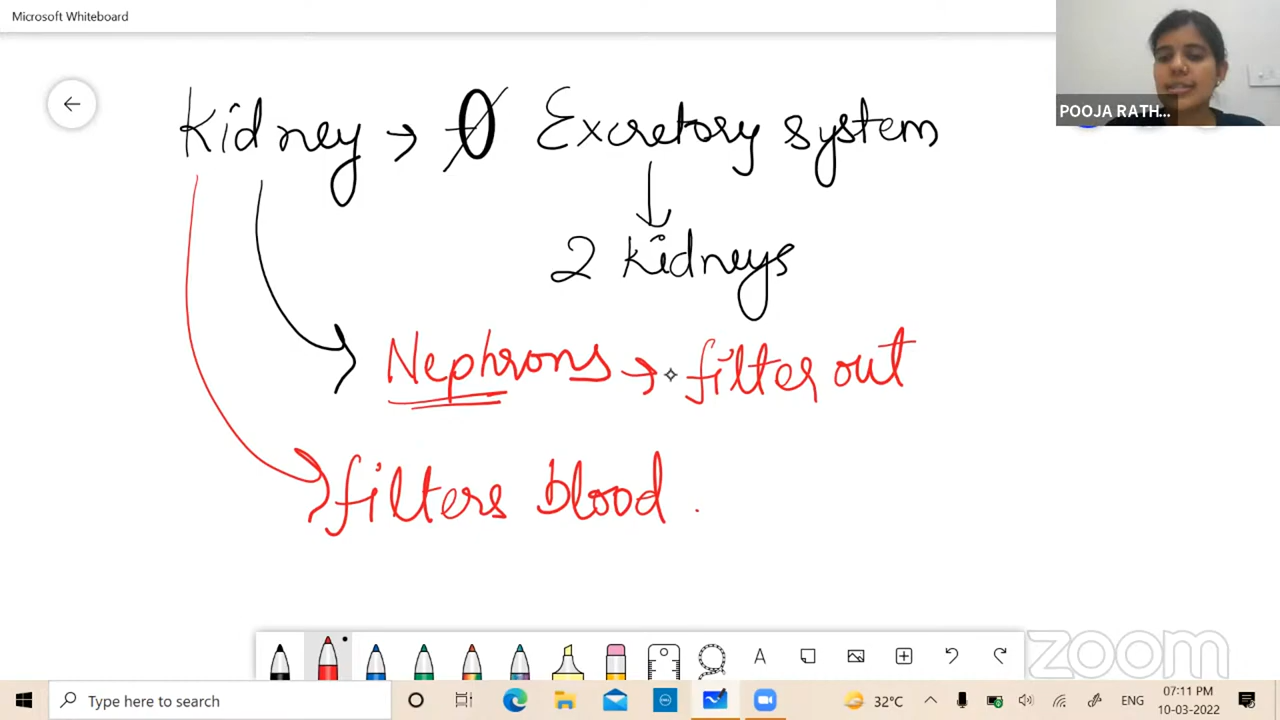 Microsoft Whiteboard
POOJA RATH...
Kidney → Excretory system
2 kidneys
Nephrons → filter out
filters blood.
zoom
A
Type here to search
32°C
ENG
07:11 PM
10-03-2022